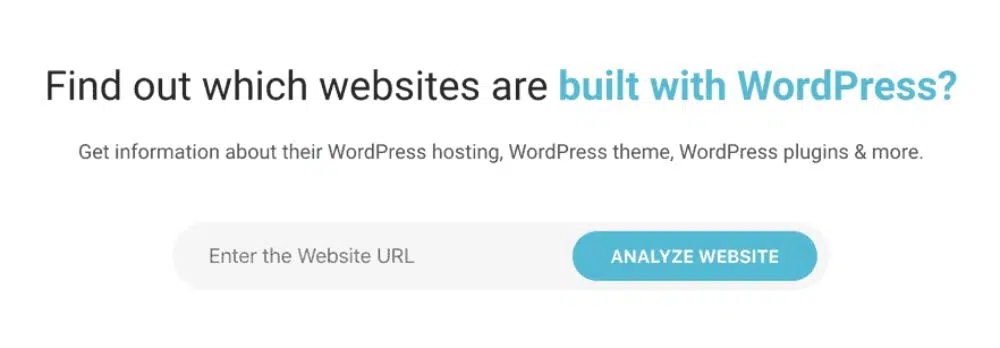 Find out which websites are built with WordPress?
Get information about their WordPress hosting, WordPress theme, WordPress plugins & more.
Enter the Website URL ANALYZE WEBSITE